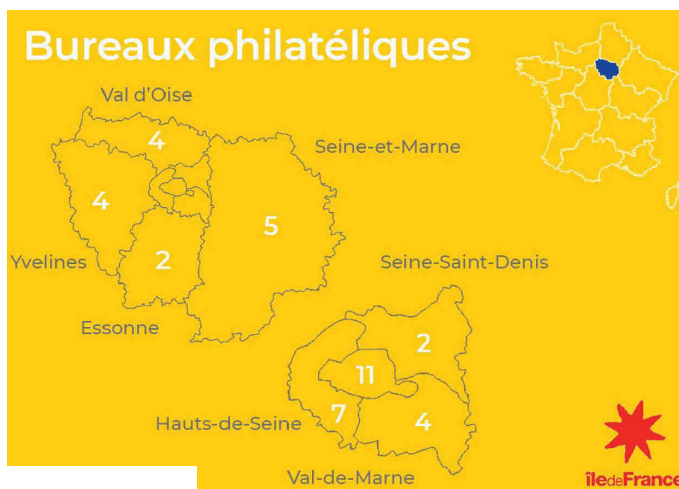 Bureaux philatéliques
Val d'Oise
4
Seine-et-Marne
4
5
Yvelines
2
Seine-Saint-Denis
Essonne
2
11
7
4
Hauts-de-Seine
Val-de-Marne
îledeFrance